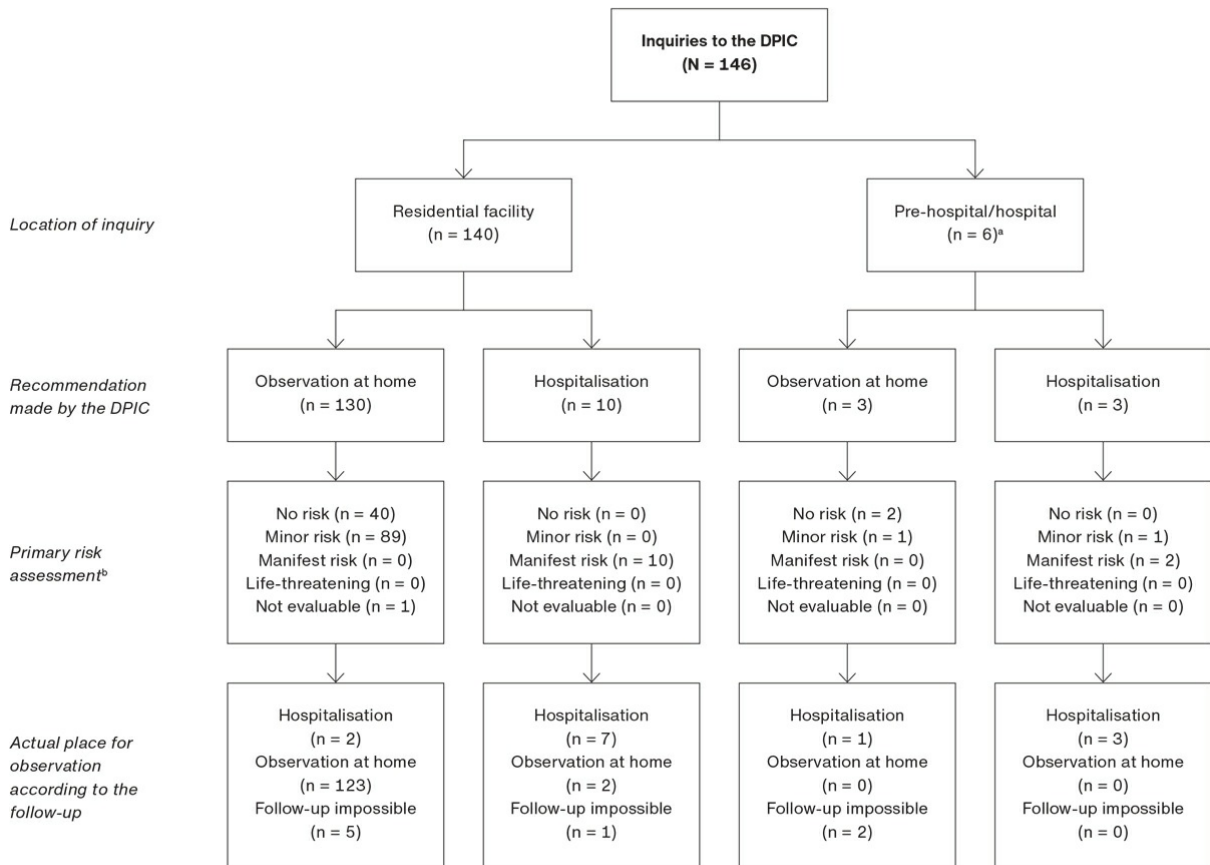 Inquiries to the DPIC
(N = 146)
Location of inquiry
Residential facility
(n = 140)
Pre-hospital/hospital
(n = 6)ᵃ
Recommendation
made by the DPIC
Observation at home
(n = 130)
Hospitalisation
(n = 10)
Observation at home
(n = 3)
Hospitalisation
(n = 3)
Primary risk
assessmentᵇ
No risk (n = 40)
Minor risk (n = 89)
Manifest risk (n = 0)
Life-threatening (n = 0)
Not evaluable (n = 1)
No risk (n = 0)
Minor risk (n = 0)
Manifest risk (n = 10)
Life-threatening (n = 0)
Not evaluable (n = 0)
No risk (n = 2)
Minor risk (n = 1)
Manifest risk (n = 0)
Life-threatening (n = 0)
Not evaluable (n = 0)
No risk (n = 0)
Minor risk (n = 1)
Manifest risk (n = 2)
Life-threatening (n = 0)
Not evaluable (n = 0)
Actual place for
observation
according to the
follow-up
Hospitalisation
(n = 2)
Observation at home
(n = 123)
Follow-up impossible
(n = 5)
Hospitalisation
(n = 7)
Observation at home
(n = 2)
Follow-up impossible
(n = 1)
Hospitalisation
(n = 1)
Observation at home
(n = 0)
Follow-up impossible
(n = 2)
Hospitalisation
(n = 3)
Observation at home
(n = 0)
Follow-up impossible
(n = 0)